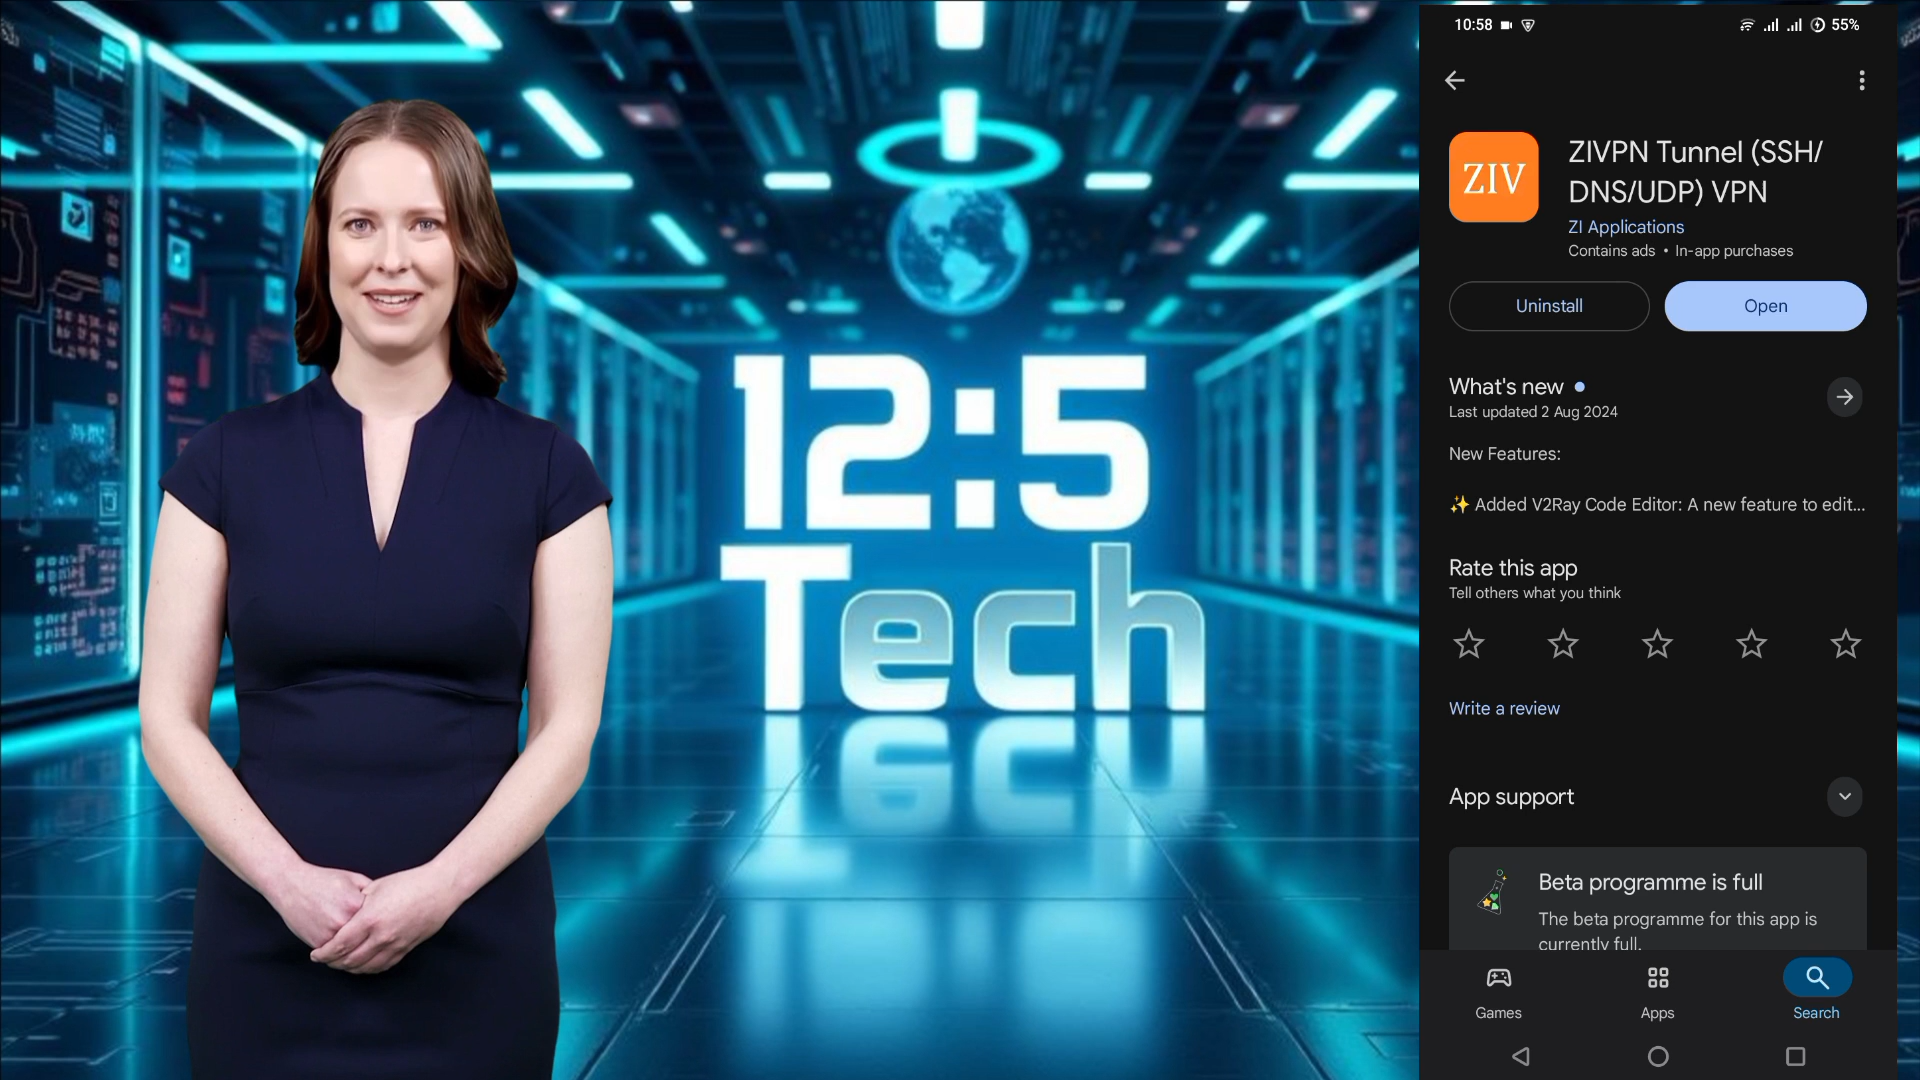 12:5
Tech
10:58
55%
ZIV
ZIVPN Tunnel (SSH/
DNS/UDP) VPN
ZI Applications
Contains ads • In-app purchases
Uninstall
Open
What's new
Last updated 2 Aug 2024
New Features:
✨ Added V2Ray Code Editor: A new feature to edit...
Rate this app
Tell others what you think
Write a review
App support
Beta programme is full
The beta programme for this app is
currently full.
Games
Apps
Search